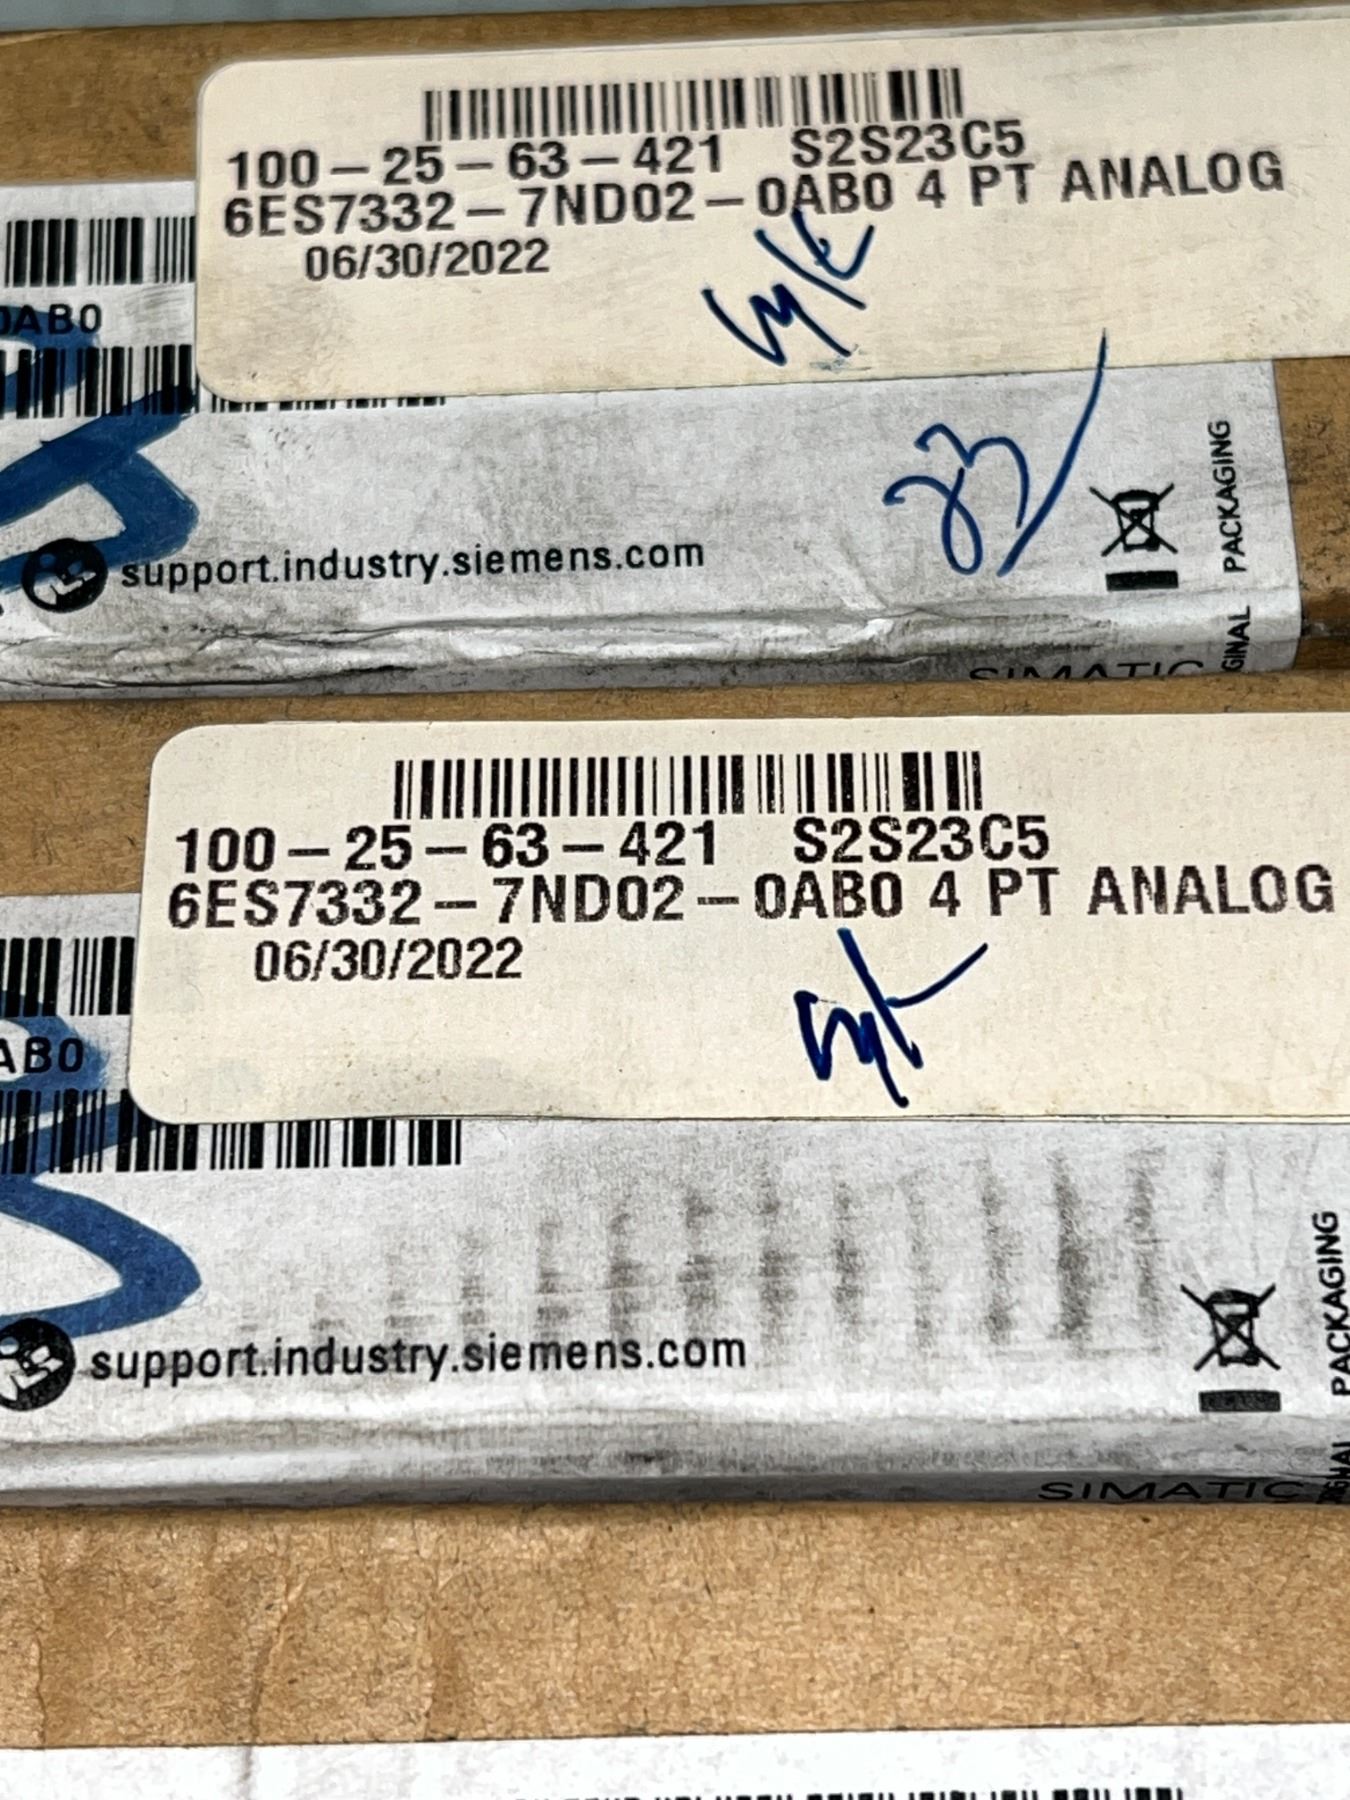 100-25-63-421 S2S23C5
6ES7332-7ND02-0AB0 4 PT ANALOG
06/30/2022
0AB0
23
support.industry.siemens.com
PACKAGING
SIMATIC
100-25-63-421 S2S23C5
6ES7332-7ND02-0AB0 4 PT ANALOG
06/30/2022
AB0
support.industry.siemens.com
PACKAGING
SIMATIC